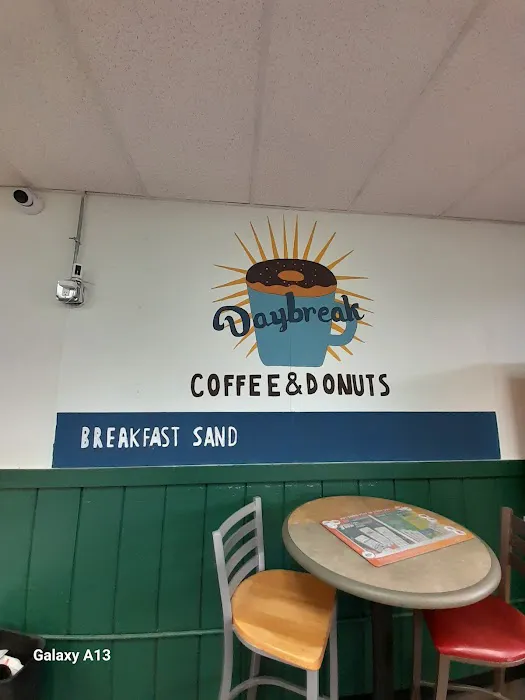 Daybreak
COFFEE & DONUTS
BREAKFAST SAND
Galaxy A13